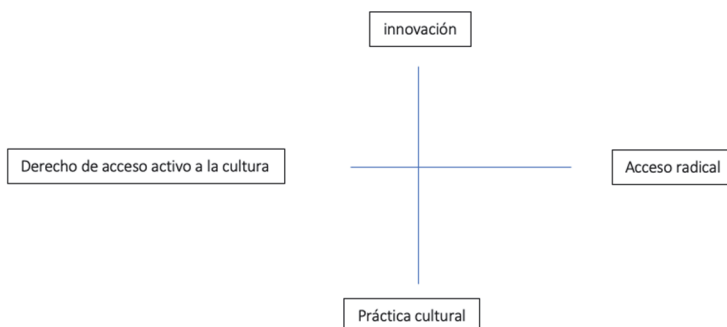 innovación
Derecho de acceso activo a la cultura
Acceso radical
Práctica cultural